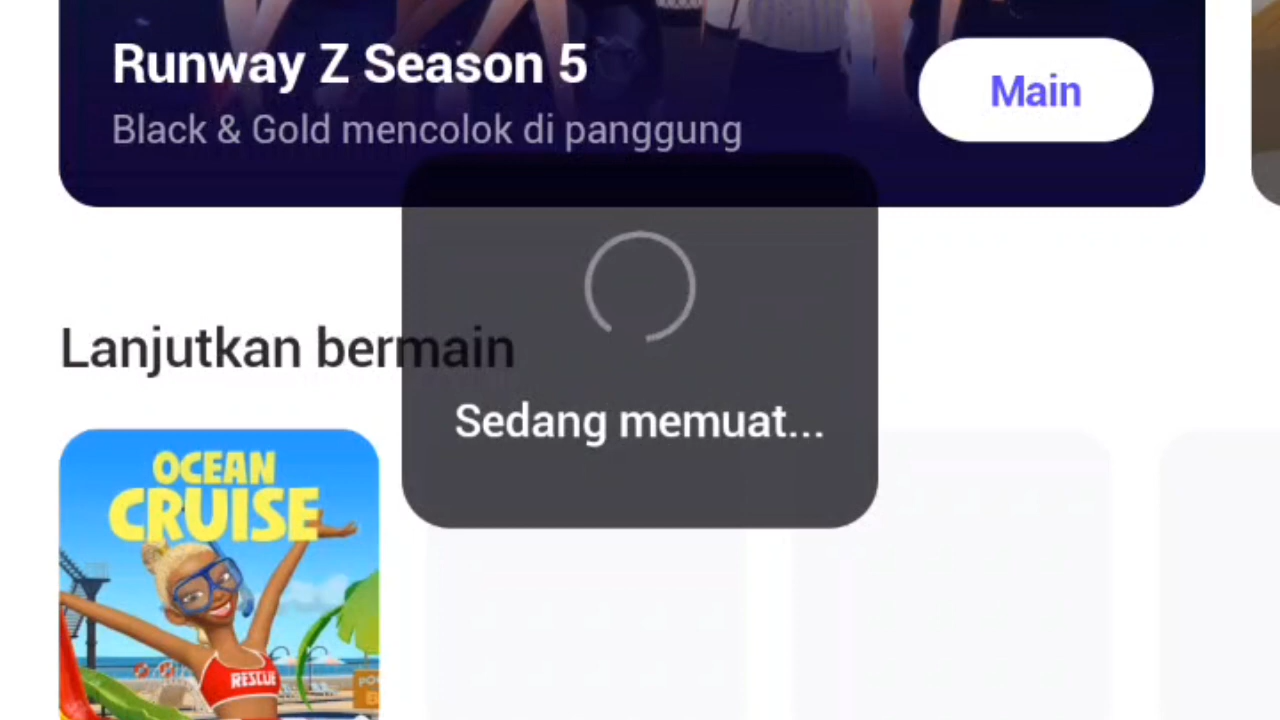 Runway Z Season 5
Black & Gold mencolok di panggung
Main
Lanjutkan bermain
Sedang memuat...
OCEAN
CRUISE
RESCUE